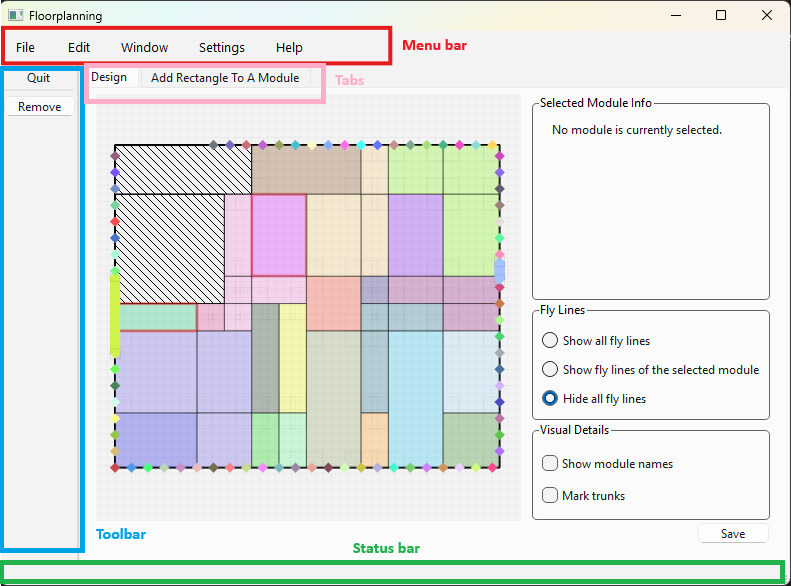 Floorplanning
File Edit Window Settings Help
Menu bar
Quit
Design Add Rectangle To A Module
Tabs
Remove
Selected Module Info
No module is currently selected.
Fly Lines
Show all fly lines
Show fly lines of the selected module
Hide all fly lines
Visual Details
Show module names
Mark trunks
Save
Toolbar
Status bar